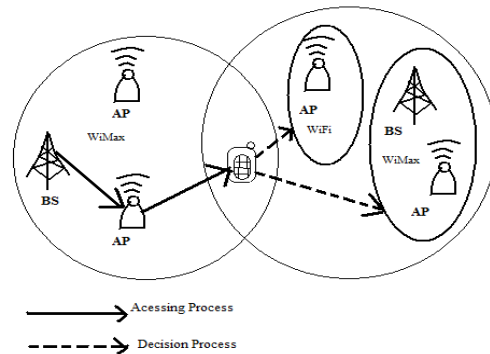 AP
WiMax
BS
AP
AP
WiFi
BS
WiMax
AP
Acessing Process
Decision Process